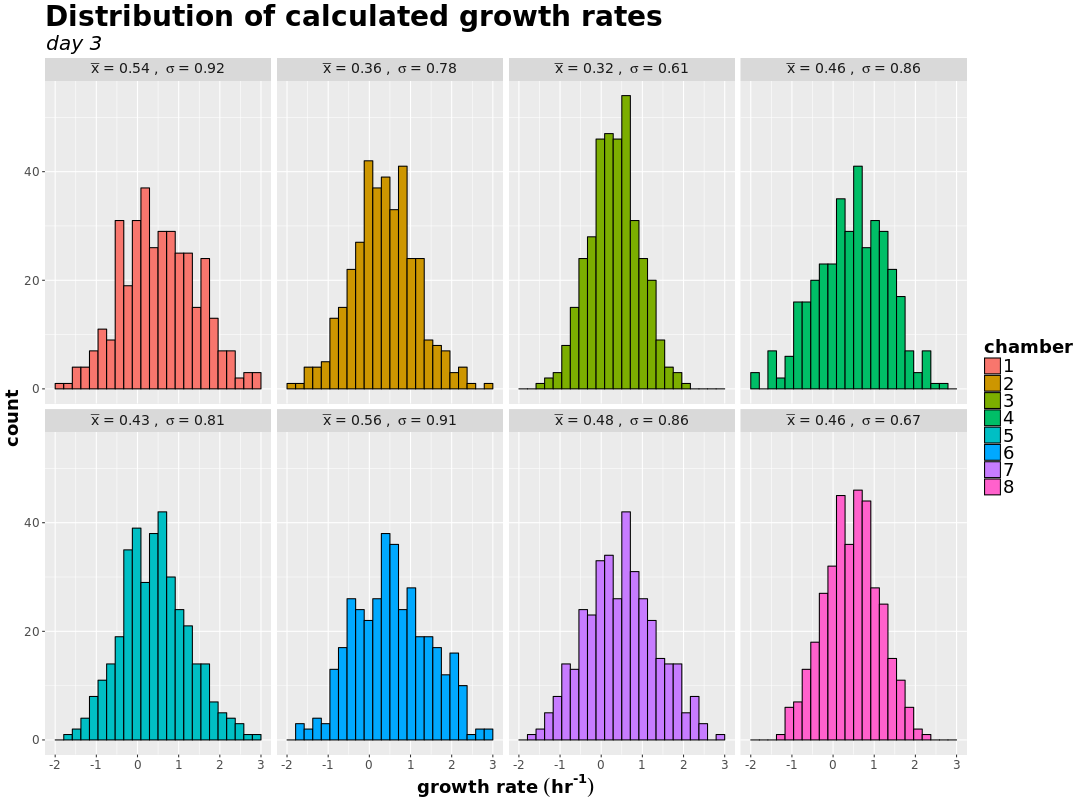 Distribution of calculated growth rates
day 3
x̅ = 0.54 , σ = 0.92
x̅ = 0.36 , σ = 0.78
x̅ = 0.32 , σ = 0.61
x̅ = 0.46 , σ = 0.86
40
20
0
x̅ = 0.43 , σ = 0.81
x̅ = 0.56 , σ = 0.91
x̅ = 0.48 , σ = 0.86
x̅ = 0.46 , σ = 0.67
40
20
0
-2 -1 0 1 2 3
-2 -1 0 1 2 3
-2 -1 0 1 2 3
-2 -1 0 1 2 3
count
growth rate (hr⁻¹)
chamber
1
2
3
4
5
6
7
8